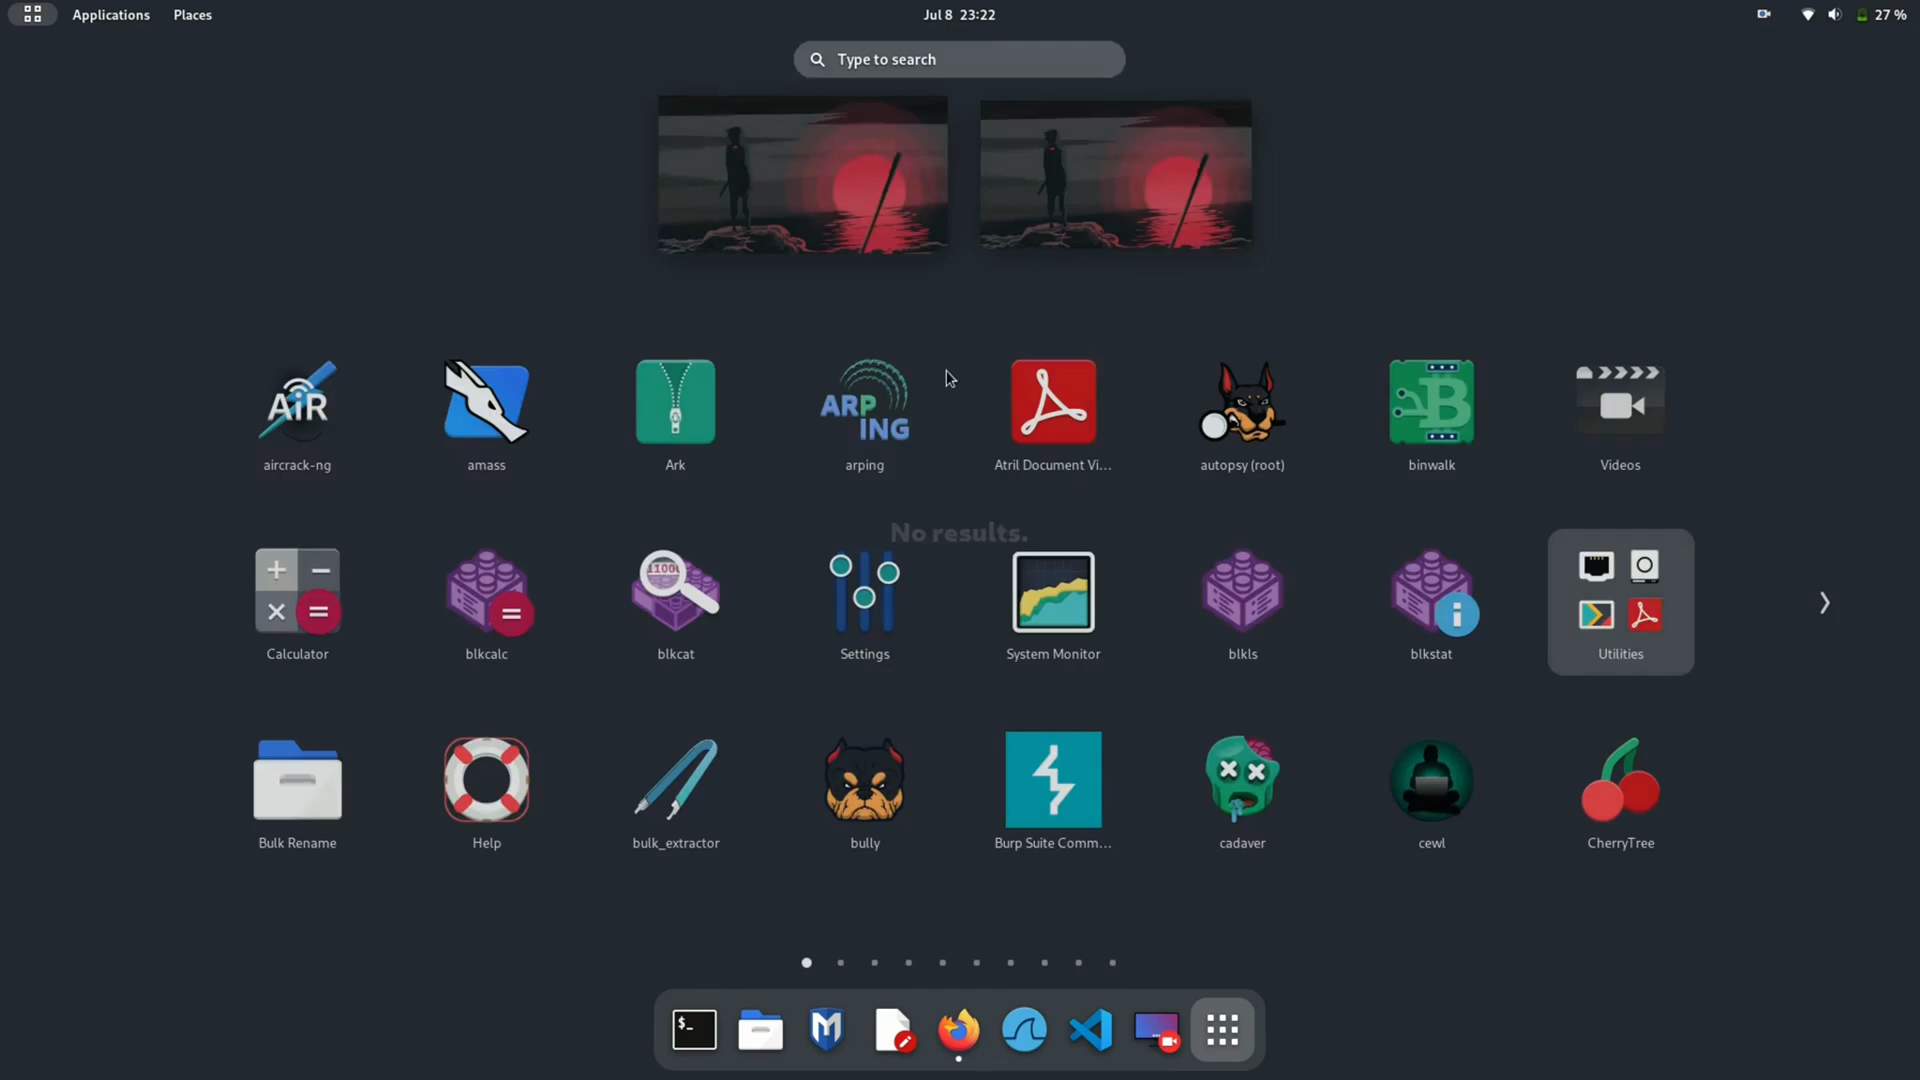 Applications Places Jul 8 23:22 27 %
Type to search
AIR
ARP
ING
aircrack-ng amass Ark arping Atril Document Vi... autopsy (root) binwalk Videos
No results.
11000
Calculator blkcalc blkcat Settings System Monitor blkls blkstat Utilities
Bulk Rename Help bulk_extractor bully Burp Suite Comm... cadaver cewl CherryTree
$-